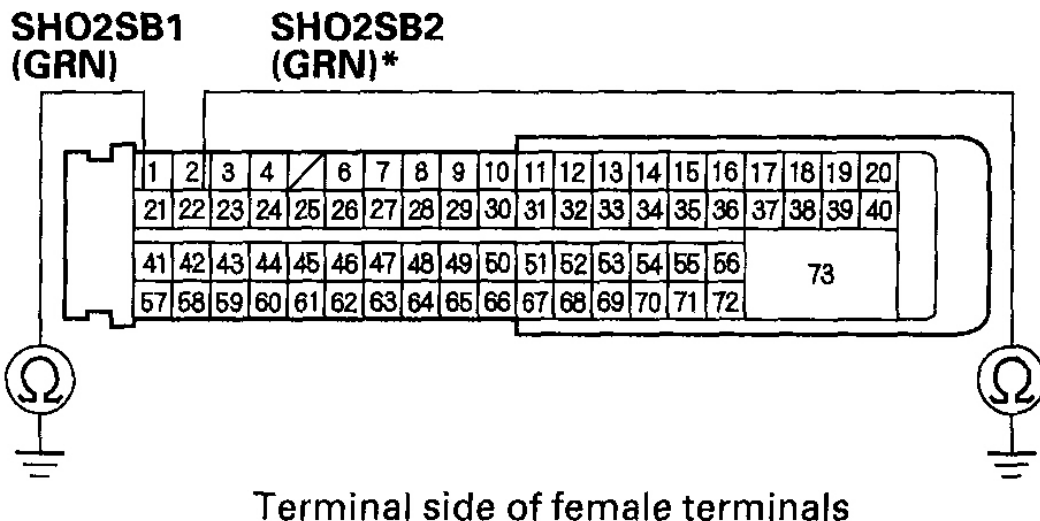 SHO2SB1 SHO2SB2
(GRN) (GRN)*
1 2 3 4 6 7 8 9 10 11 12 13 14 15 16 17 18 19 20
21 22 23 24 25 26 27 28 29 30 31 32 33 34 35 36 37 38 39 40
41 42 43 44 45 46 47 48 49 50 51 52 53 54 55 56 73
57 58 59 60 61 62 63 64 65 66 67 68 69 70 71 72
Ω Ω
Terminal side of female terminals